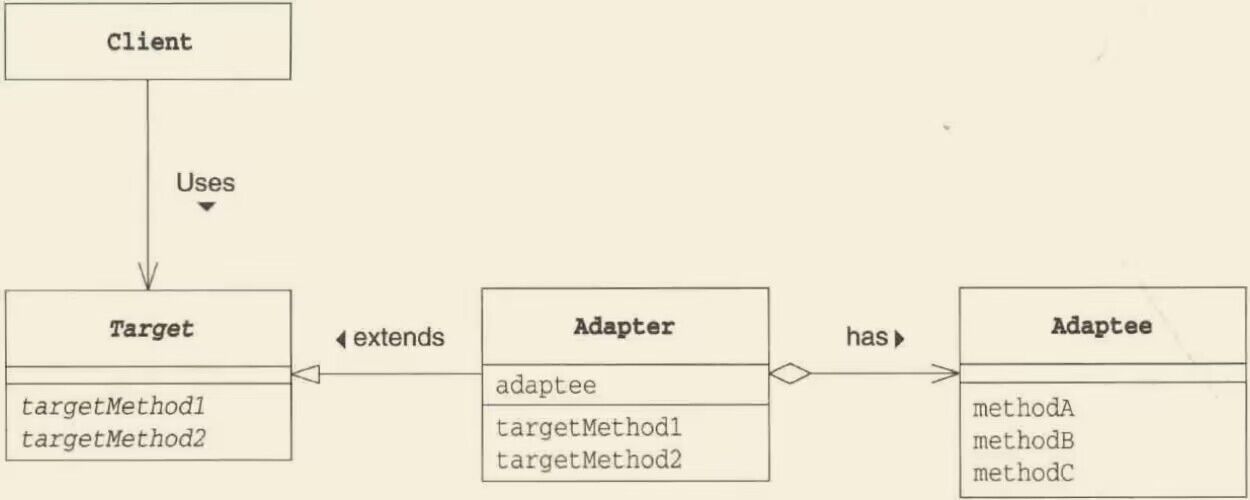 Client
Uses
Target
extends
Adapter
has
Adaptee
adaptee
targetMethod1
targetMethod2
targetMethod1
targetMethod2
methodA
methodB
methodC